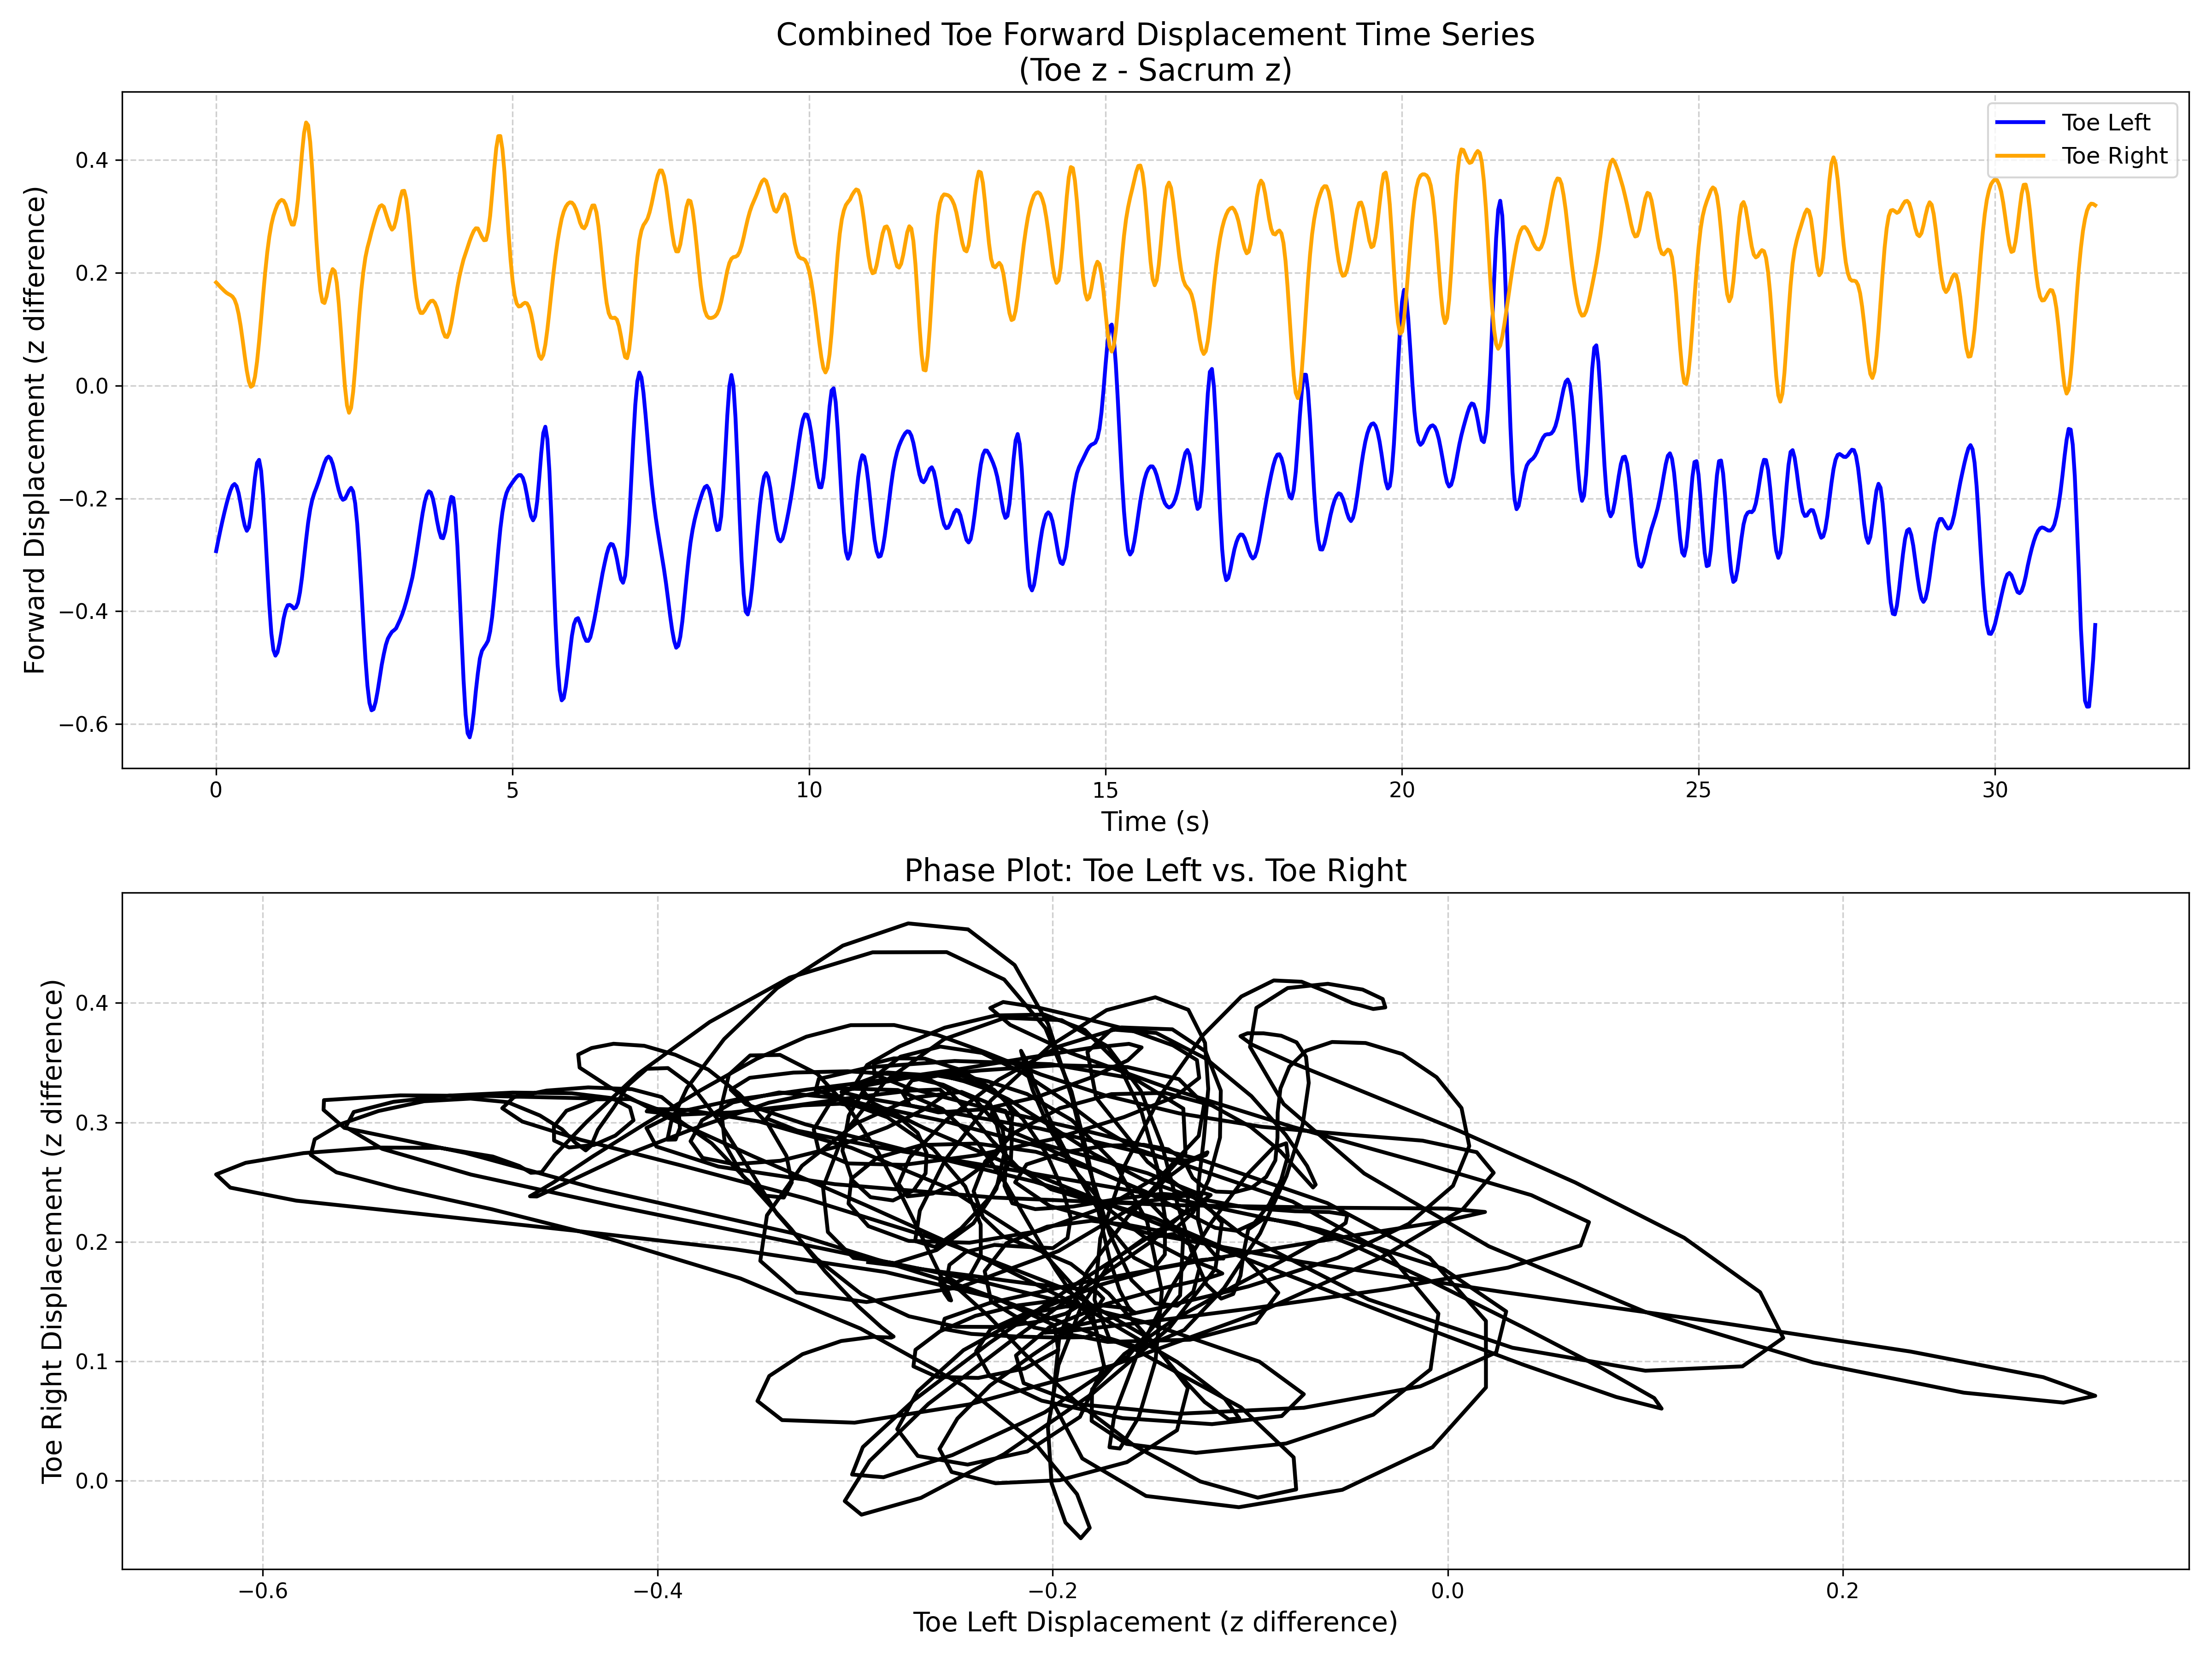 Combined Toe Forward Displacement Time Series
(Toe z - Sacrum z)
Forward Displacement (z difference)
0.4
0.2
0.0
−0.2
−0.4
−0.6
Toe Left
Toe Right
0 5 10 15 20 25 30
Time (s)
Phase Plot: Toe Left vs. Toe Right
Toe Right Displacement (z difference)
0.4
0.3
0.2
0.1
0.0
−0.6 −0.4 −0.2 0.0 0.2
Toe Left Displacement (z difference)